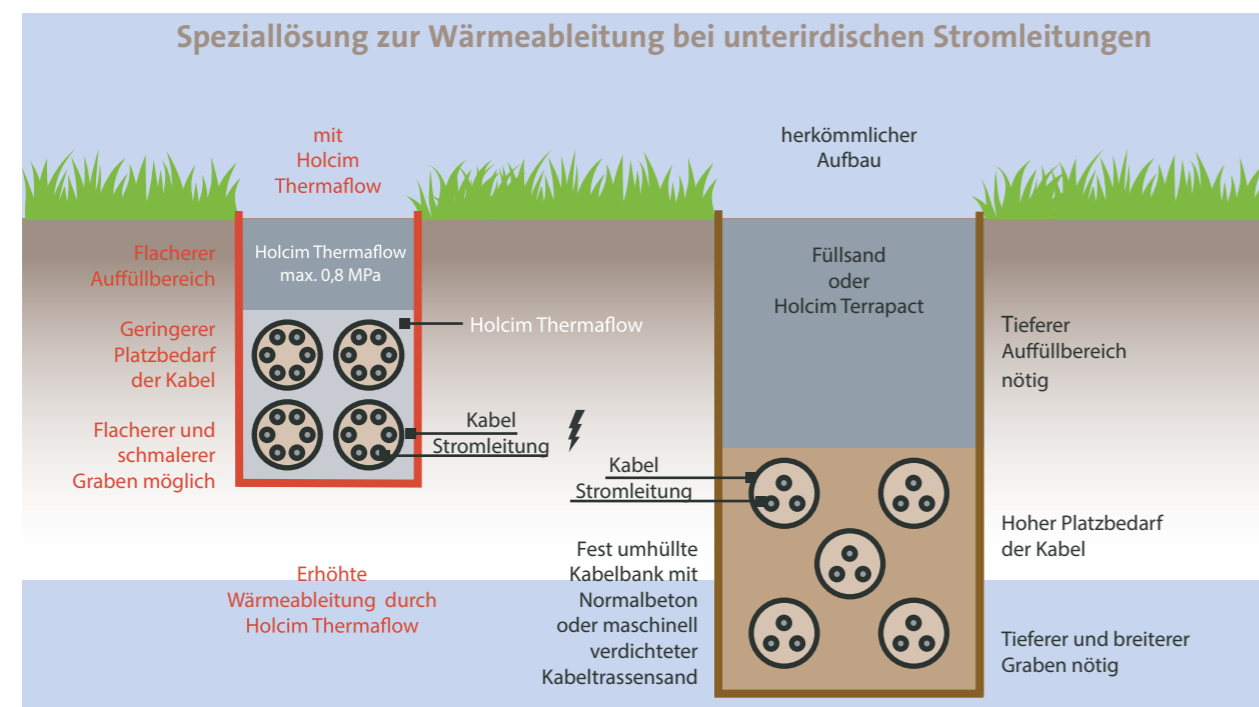 Speziallösung zur Wärmeableitung bei unterirdischen Stromleitungen
mit
Holcim
Thermaflow
herkömmlicher
Aufbau
Flacherer
Auffüllbereich
Holcim Thermaflow
max. 0,8 MPa
Geringerer
Platzbedarf
der Kabel
Holcim Thermaflow
Flacherer und
schmalerer
Graben möglich
Kabel
Stromleitung
Erhöhte
Wärmeableitung durch
Holcim Thermaflow
Füllsand
oder
Holcim Terrapact
Tieferer
Auffüllbereich
nötig
Kabel
Stromleitung
Fest umhüllte
Kabelbank mit
Normalbeton
oder maschinell
verdichteter
Kabeltrassensand
Hoher Platzbedarf
der Kabel
Tieferer und breiterer
Graben nötig